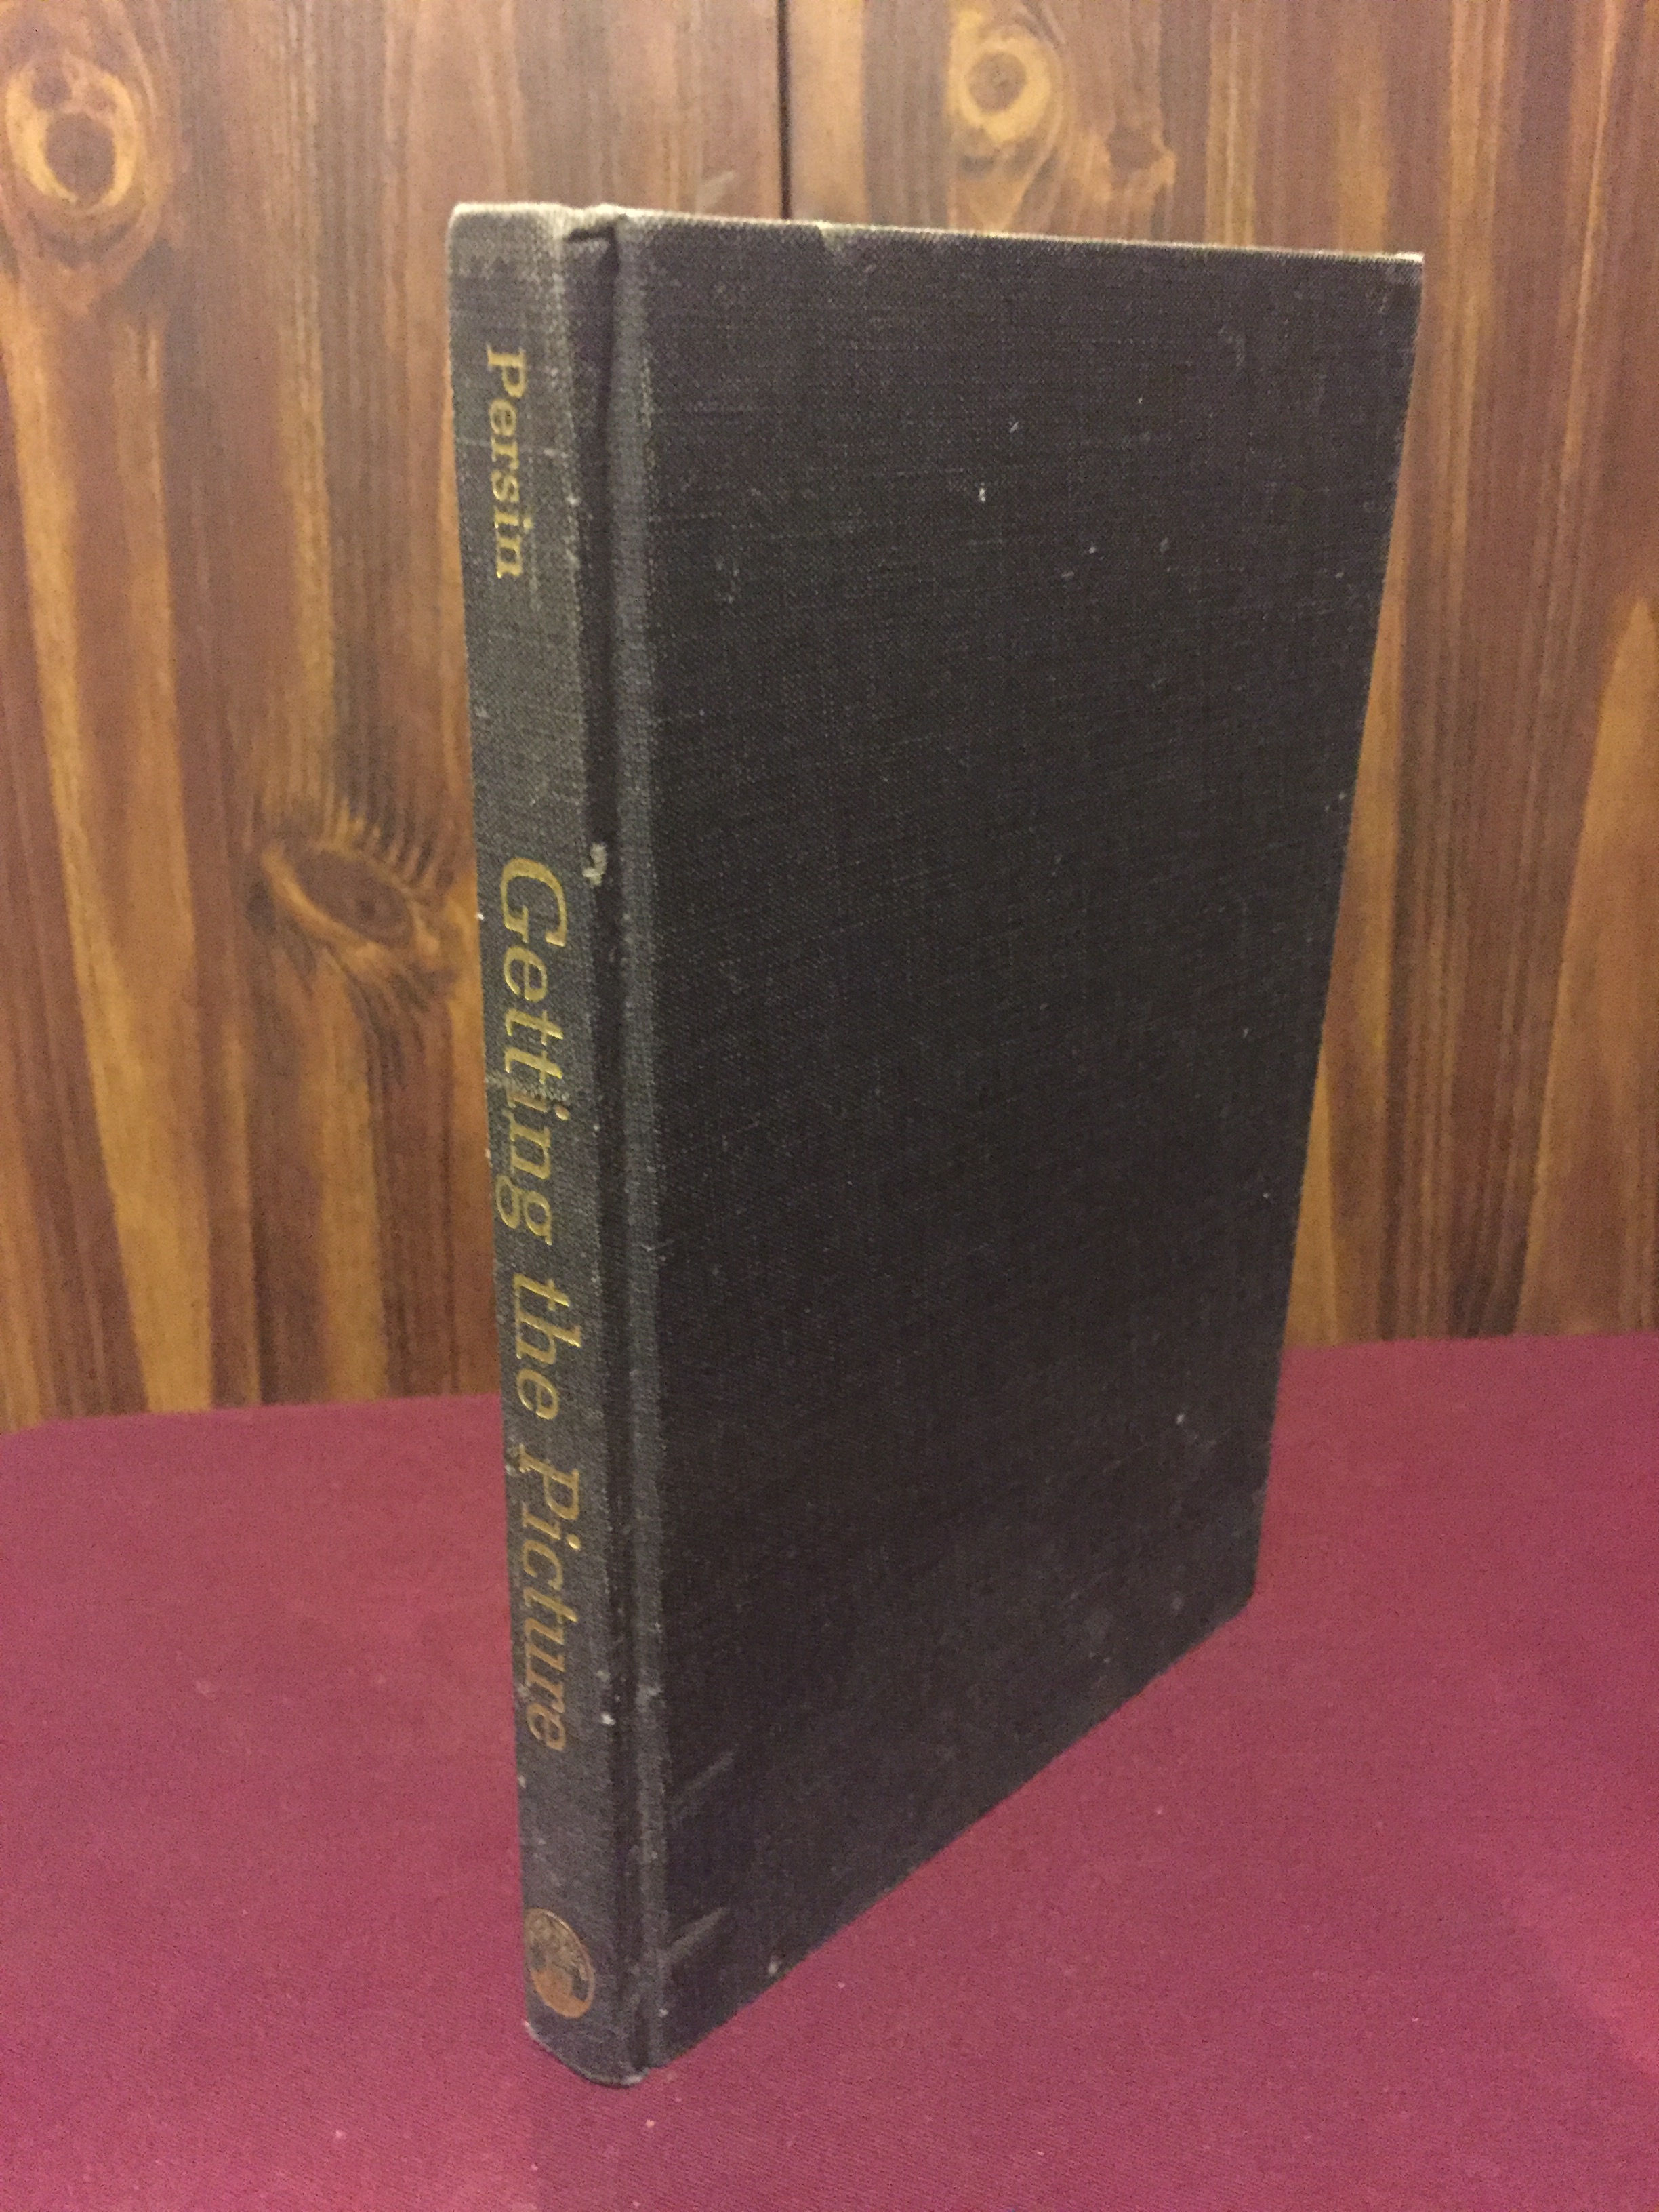 Persin
Getting the Picture